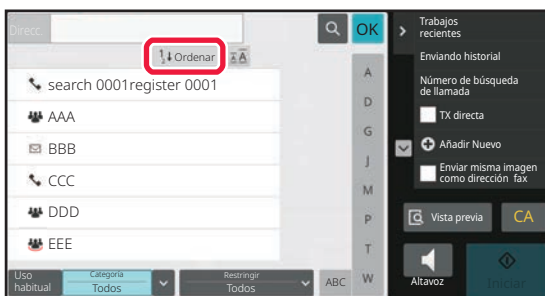 Direcc.
OK
Ordenar
search 0001register 0001
AAA
BBB
CCC
DDD
EEE
A
D
G
J
M
P
T
W
Uso
habitual
Categoría
Todos
Restringir
Todos
ABC
Trabajos
recientes
Enviando historial
Número de búsqueda
de llamada
TX directa
Añadir Nuevo
Enviar misma imagen
como dirección fax
Vista previa
CA
Altavoz
Iniciar